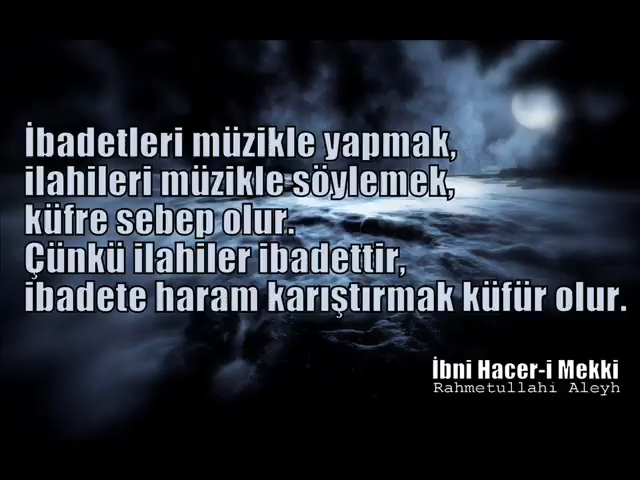 İbadetleri müzikle yapmak,
ilahileri müzikle söylemek,
küfre sebep olur.
Çünkü ilahiler ibadettir,
ibadete haram karıştırmak küfür olur.
İbni Hacer-i Mekki
Rahmetullahi Aleyh